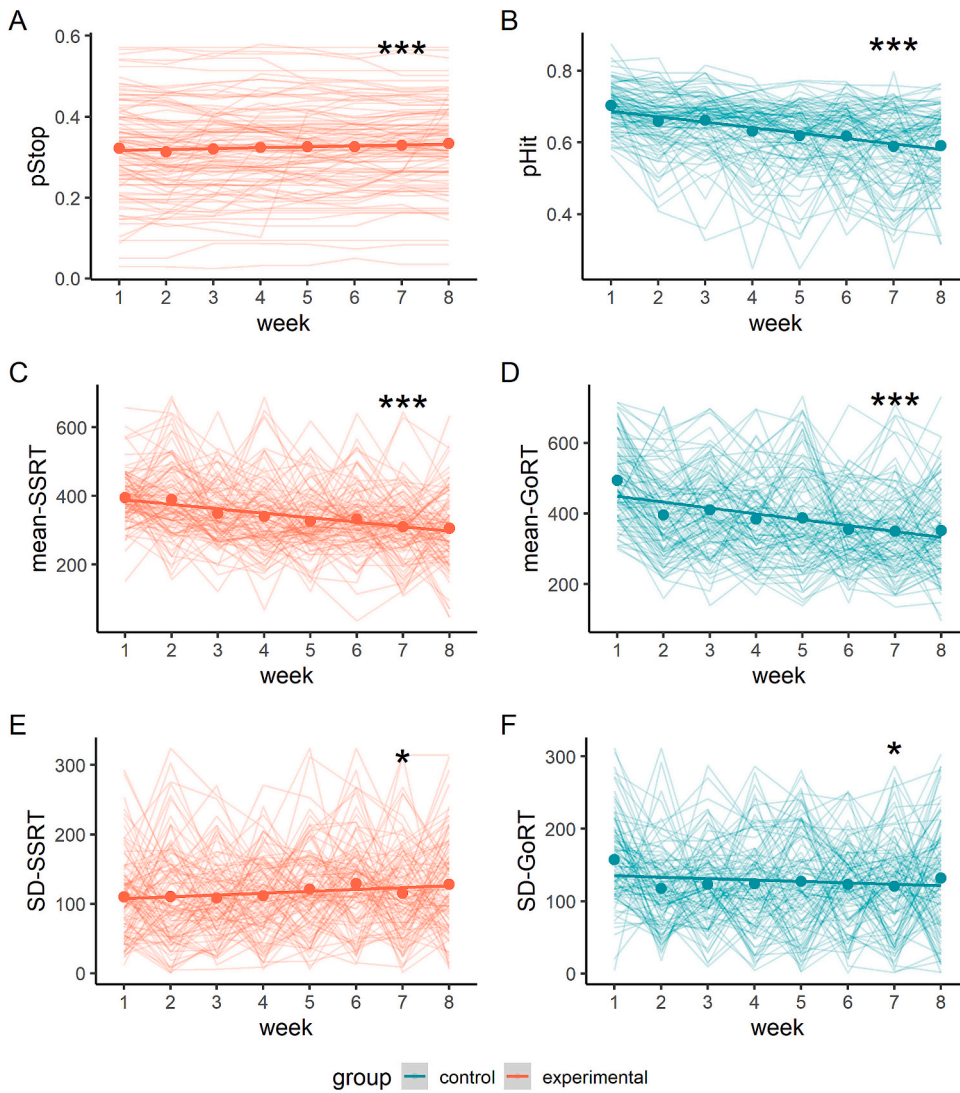 A
pStop
0.6
0.4
0.2
0.0
***
1 2 3 4 5 6 7 8
week
B
pHit
0.8
0.6
0.4
***
1 2 3 4 5 6 7 8
week
C
mean-SSRT
600
400
200
***
1 2 3 4 5 6 7 8
week
D
mean-GoRT
600
400
200
***
1 2 3 4 5 6 7 8
week
E
SD-SSRT
300
200
100
0
*
1 2 3 4 5 6 7 8
week
F
SD-GoRT
300
200
100
0
*
1 2 3 4 5 6 7 8
week
group control experimental